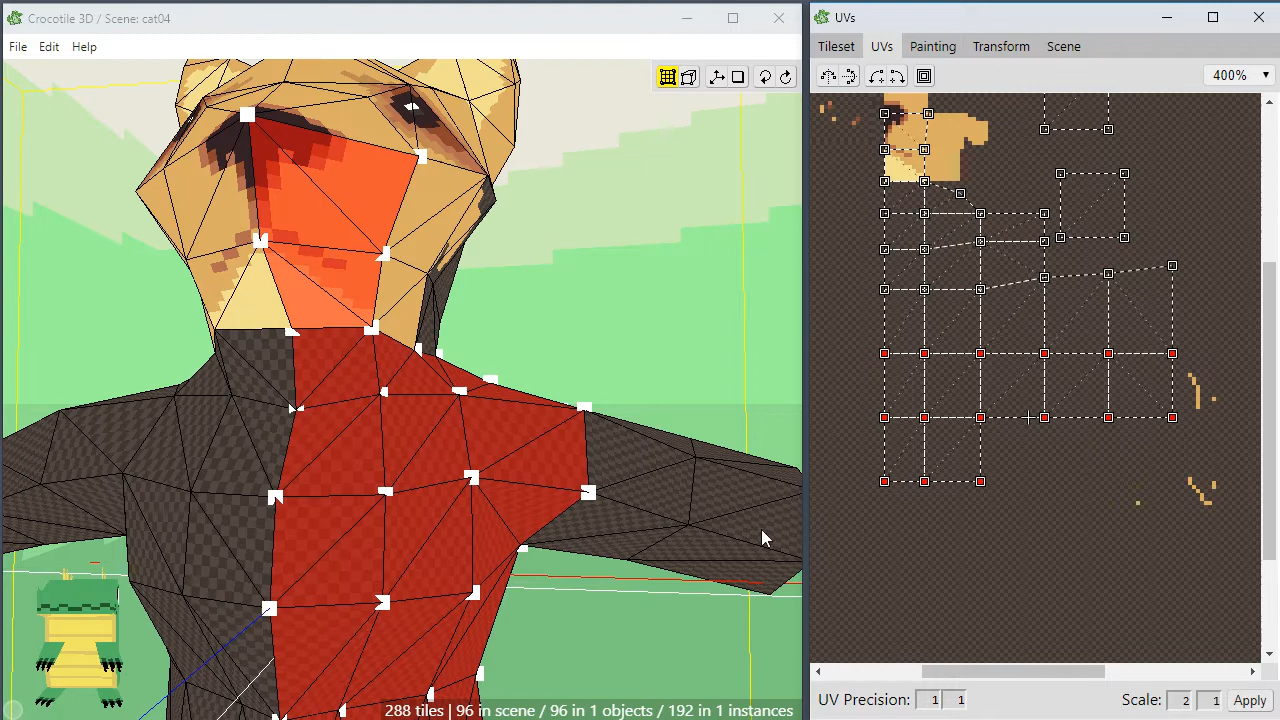 Crocotile 3D / Scene: cat04
File Edit Help
288 tiles | 96 in scene / 96 in 1 objects / 192 in 1 instances
UVs
Tileset UVs Painting Transform Scene
400%
UV Precision: 1 1 Scale: 2 1 Apply